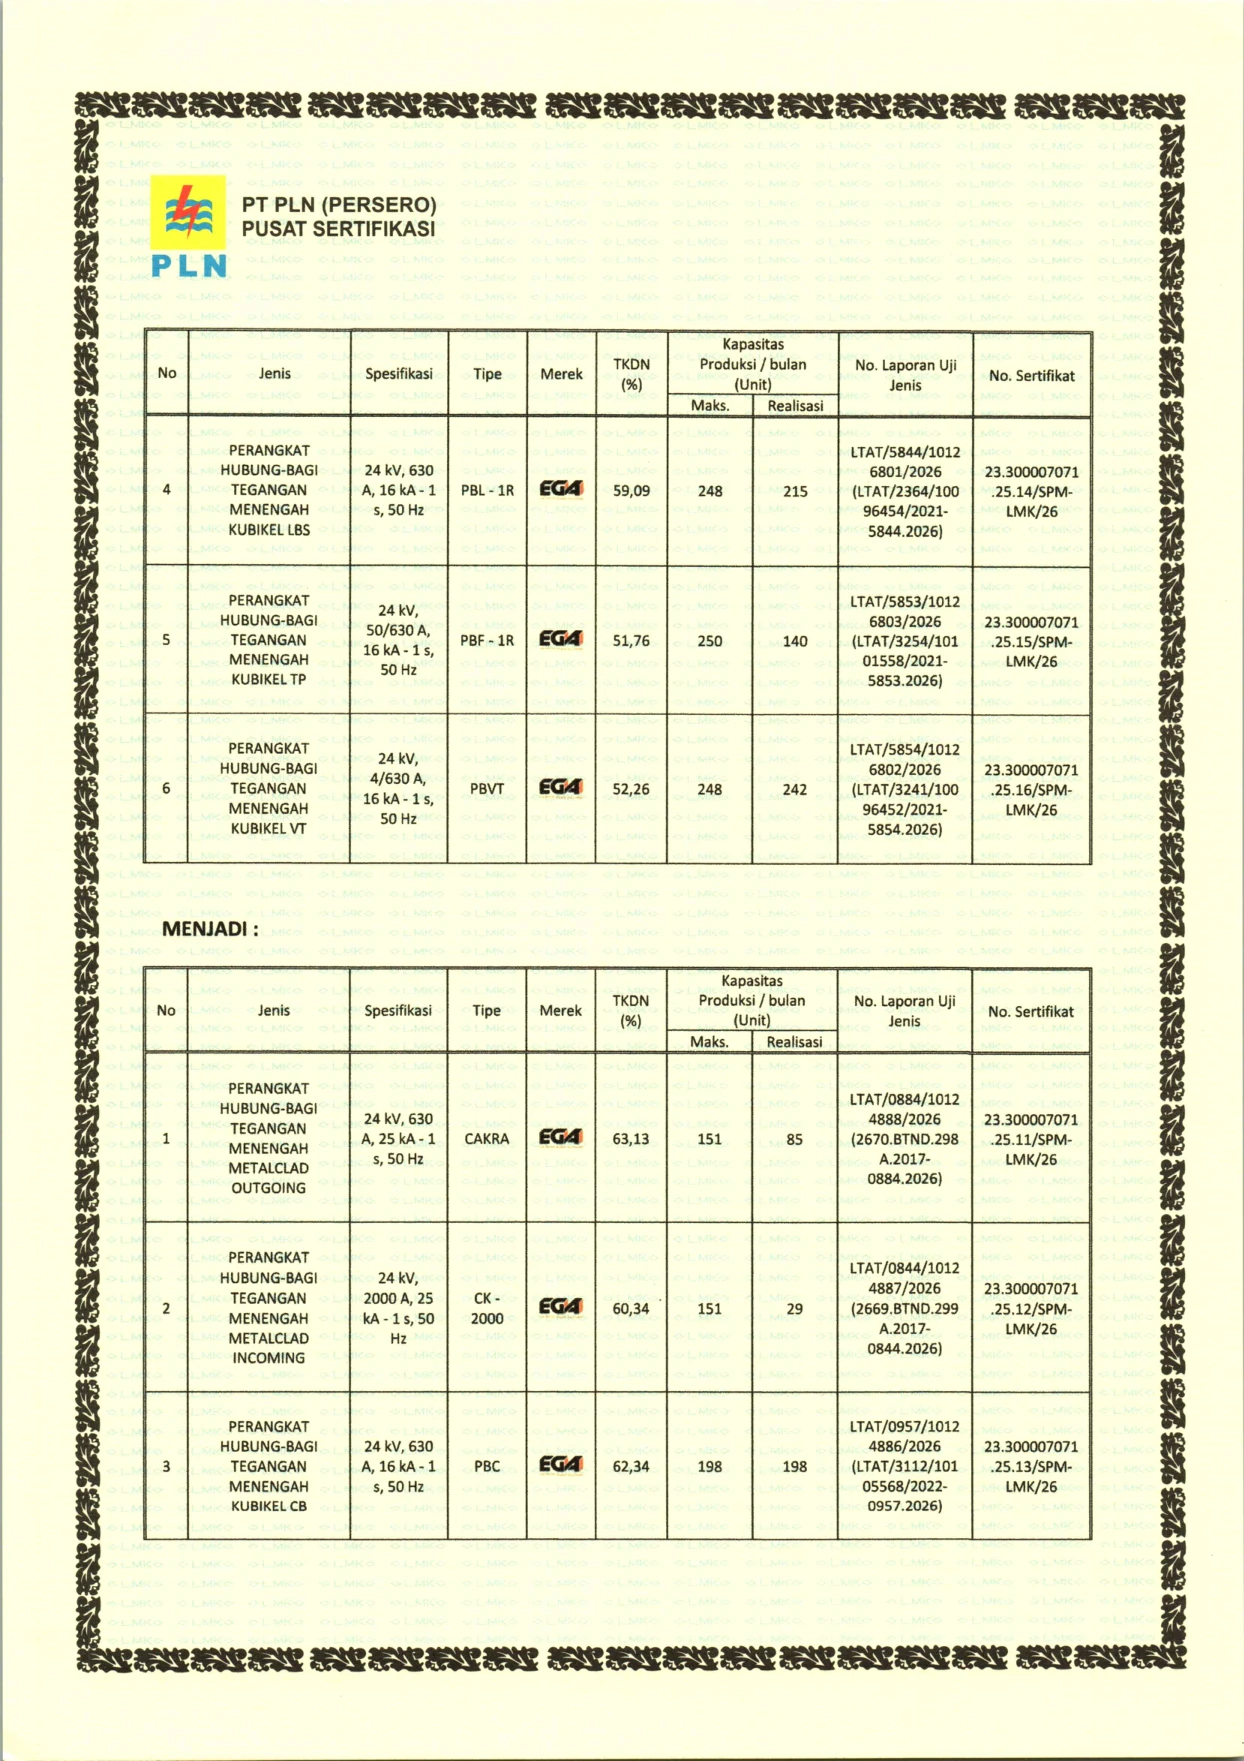 PT PLN (PERSERO)
PUSAT SERTIFIKASI
PLN
No
Jenis
Spesifikasi
Tipe
Merek
TKDN
(%)
Kapasitas
Produksi / bulan
(Unit)
Maks.
Realisasi
No. Laporan Uji
Jenis
No. Sertifikat
4
PERANGKAT
HUBUNG-BAGI
TEGANGAN
MENENGAH
KUBIKEL LBS
24 kV, 630
A, 16 kA - 1
s, 50 Hz
PBL - 1R
EGA
59,09
248
215
LTAT/5844/1012
6801/2026
(LTAT/2364/100
96454/2021-
5844.2026)
23.300007071
.25.14/SPM-
LMK/26
5
PERANGKAT
HUBUNG-BAGI
TEGANGAN
MENENGAH
KUBIKEL TP
24 kV,
50/630 A,
16 kA - 1 s,
50 Hz
PBF - 1R
EGA
51,76
250
140
LTAT/5853/1012
6803/2026
(LTAT/3254/101
01558/2021-
5853.2026)
23.300007071
.25.15/SPM-
LMK/26
6
PERANGKAT
HUBUNG-BAGI
TEGANGAN
MENENGAH
KUBIKEL VT
24 kV,
4/630 A,
16 kA - 1 s,
50 Hz
PBVT
EGA
52,26
248
242
LTAT/5854/1012
6802/2026
(LTAT/3241/100
96452/2021-
5854.2026)
23.300007071
.25.16/SPM-
LMK/26
MENJADI :
No
Jenis
Spesifikasi
Tipe
Merek
TKDN
(%)
Kapasitas
Produksi / bulan
(Unit)
Maks.
Realisasi
No. Laporan Uji
Jenis
No. Sertifikat
1
PERANGKAT
HUBUNG-BAGI
TEGANGAN
MENENGAH
METALCLAD
OUTGOING
24 kV, 630
A, 25 kA - 1
s, 50 Hz
CAKRA
EGA
63,13
151
85
LTAT/0884/1012
4888/2026
(2670.BTND.298
A.2017-
0884.2026)
23.300007071
.25.11/SPM-
LMK/26
2
PERANGKAT
HUBUNG-BAGI
TEGANGAN
MENENGAH
METALCLAD
INCOMING
24 kV,
2000 A, 25
kA - 1 s, 50
Hz
CK -
2000
EGA
60,34
151
29
LTAT/0844/1012
4887/2026
(2669.BTND.299
A.2017-
0844.2026)
23.300007071
.25.12/SPM-
LMK/26
3
PERANGKAT
HUBUNG-BAGI
TEGANGAN
MENENGAH
KUBIKEL CB
24 kV, 630
A, 16 kA - 1
s, 50 Hz
PBC
EGA
62,34
198
198
LTAT/0957/1012
4886/2026
(LTAT/3112/101
05568/2022-
0957.2026)
23.300007071
.25.13/SPM-
LMK/26